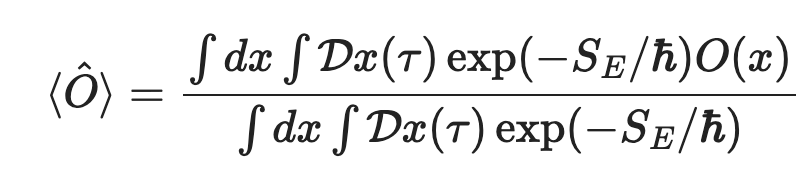 ⟨Ô⟩ = ∫ dx ∫ 𝒟x(τ) exp(−S_E/ħ)O(x) / ∫ dx ∫ 𝒟x(τ) exp(−S_E/ħ)